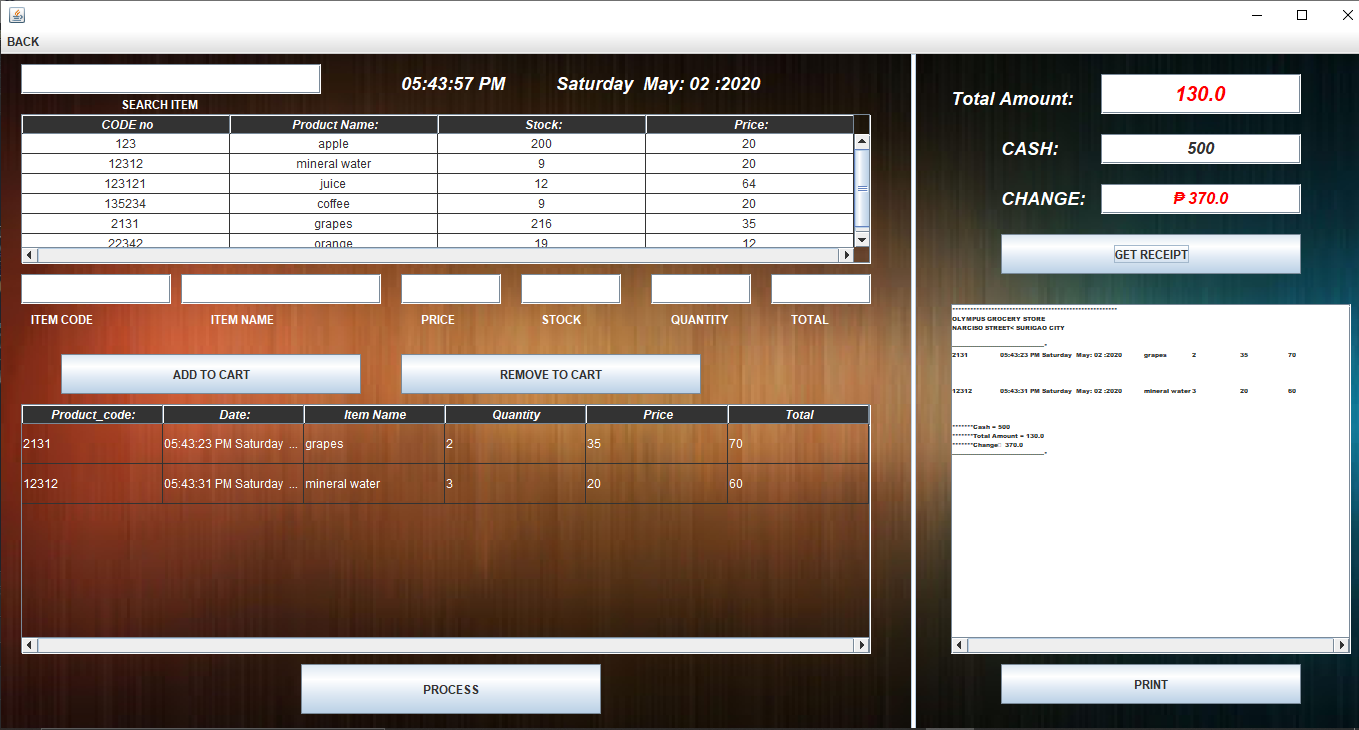 BACK
05:43:57 PM Saturday May: 02 :2020
SEARCH ITEM
CODE no Product Name: Stock: Price:
123 apple 200 20
12312 mineral water 9 20
123121 juice 12 64
135234 coffee 9 20
2131 grapes 216 35
22342 orange 19 12
ITEM CODE ITEM NAME PRICE STOCK QUANTITY TOTAL
ADD TO CART REMOVE TO CART
Product_code: Date: Item Name Quantity Price Total
2131 05:43:23 PM Saturday ... grapes 2 35 70
12312 05:43:31 PM Saturday ... mineral water 3 20 60
PROCESS
Total Amount: 130.0
CASH: 500
CHANGE: ₱ 370.0
GET RECEIPT
OLYMPUS GROCERY STORE
NARCISO STREET< SURIGAO CITY
2131 05:43:23 PM Saturday May: 02 :2020 grapes 2 35 70
12312 05:43:31 PM Saturday May: 02 :2020 mineral water 3 20 60
*******Cash = 500
*******Total Amount = 130.0
*******Change: 370.0
PRINT